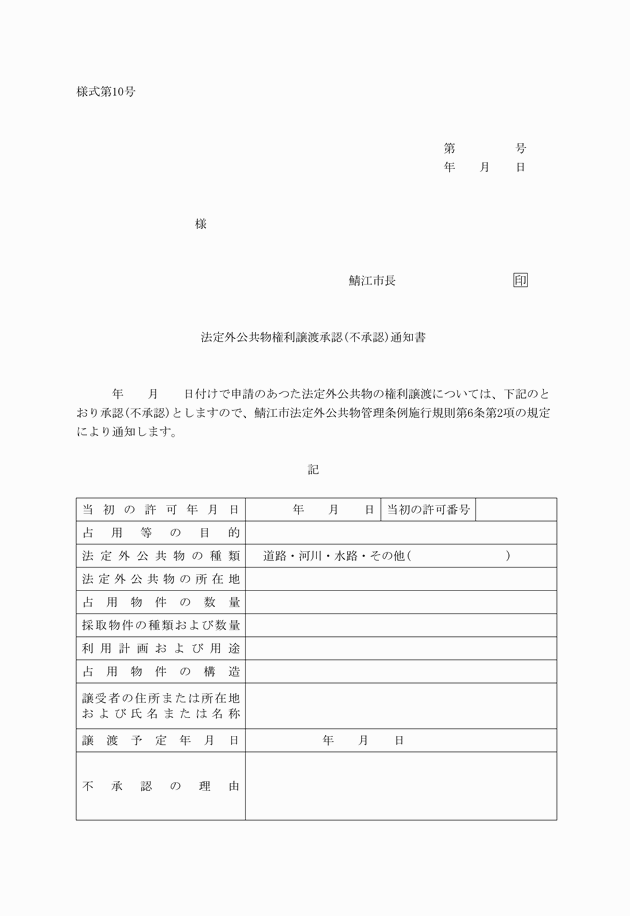 様式第10号
第　　　　　号
年　　月　　日
様
鯖江市長　　　　　　　　　　印
法定外公共物権利譲渡承認(不承認)通知書
年　　月　　日付けで申請のあつた法定外公共物の権利譲渡については、下記のと
おり承認(不承認)としますので、鯖江市法定外公共物管理条例施行規則第6条第2項の規定
により通知します。
記
当初の許可年月日　　　　年　　月　　日　当初の許可番号
占用等の目的
法定外公共物の種類　道路・河川・水路・その他(　　　　　　　　)
法定外公共物の所在地
占用物件の数量
採取物件の種類および数量
利用計画および用途
占用物件の構造
譲受者の住所または所在地
および氏名または名称
譲渡予定年月日　　　　　　年　　月　　日
不承認の理由